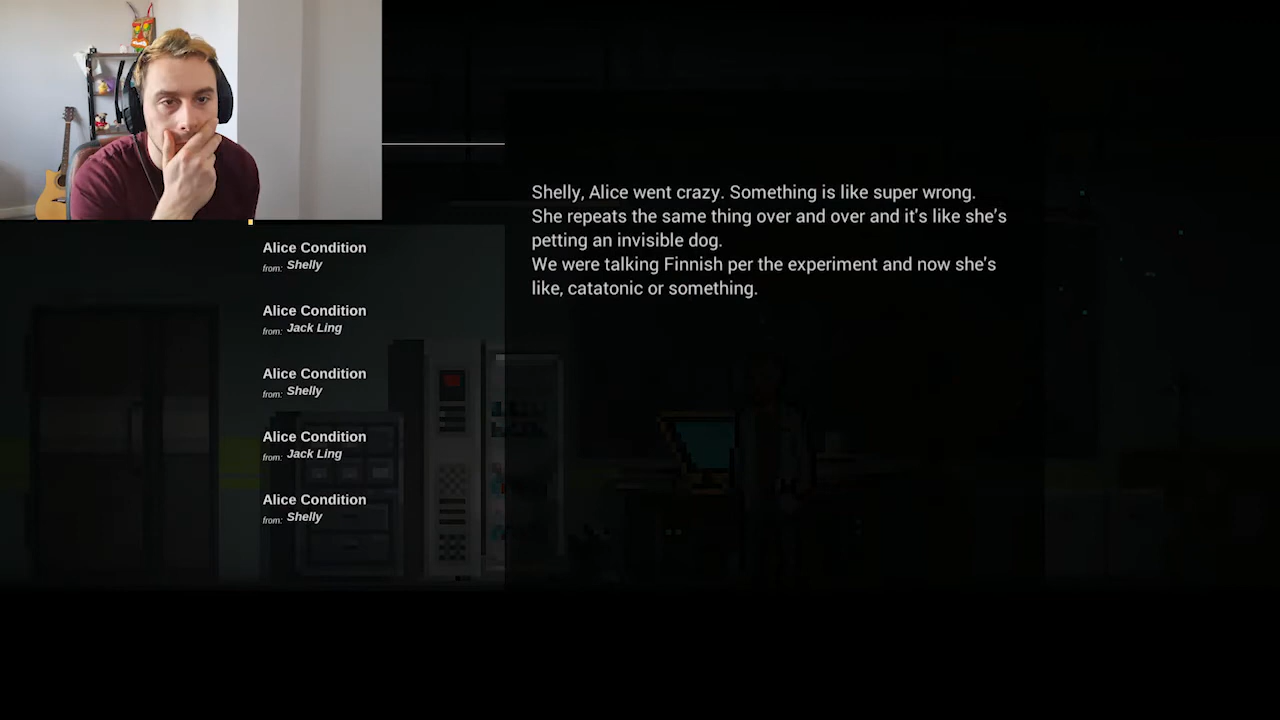 Alice Condition
from: Shelly
Alice Condition
from: Jack Ling
Alice Condition
from: Shelly
Alice Condition
from: Jack Ling
Alice Condition
from: Shelly
Shelly, Alice went crazy. Something is like super wrong.
She repeats the same thing over and over and it's like she's
petting an invisible dog.
We were talking Finnish per the experiment and now she's
like, catatonic or something.